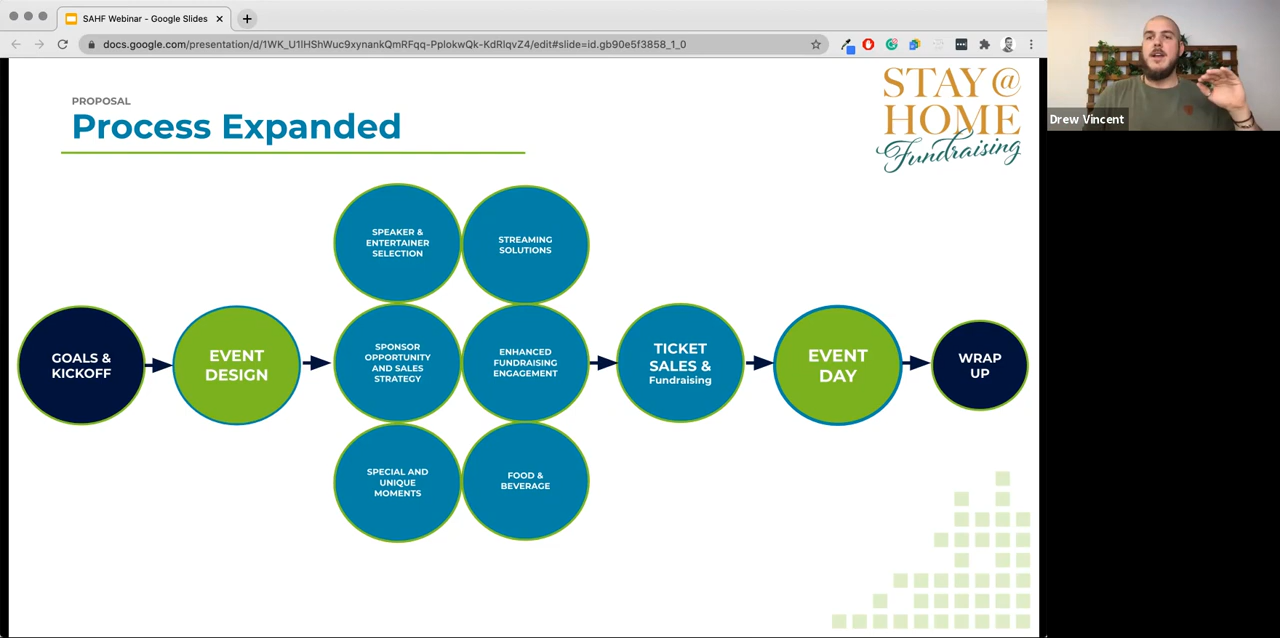 SAHF Webinar - Google Slides
docs.google.com/presentation/d/1WK_U1lHShWuc9xynankQmRFqq-PplokwQk-KdRlqvZ4/edit#slide=id.gb90e5f3858_1_0
PROPOSAL
Process Expanded
STAY @
HOME
Fundraising
Drew Vincent
GOALS &
KICKOFF
EVENT
DESIGN
SPEAKER &
ENTERTAINER
SELECTION
STREAMING
SOLUTIONS
SPONSOR
OPPORTUNITY
AND SALES
STRATEGY
ENHANCED
FUNDRAISING
ENGAGEMENT
SPECIAL AND
UNIQUE
MOMENTS
FOOD &
BEVERAGE
TICKET
SALES &
Fundraising
EVENT
DAY
WRAP
UP